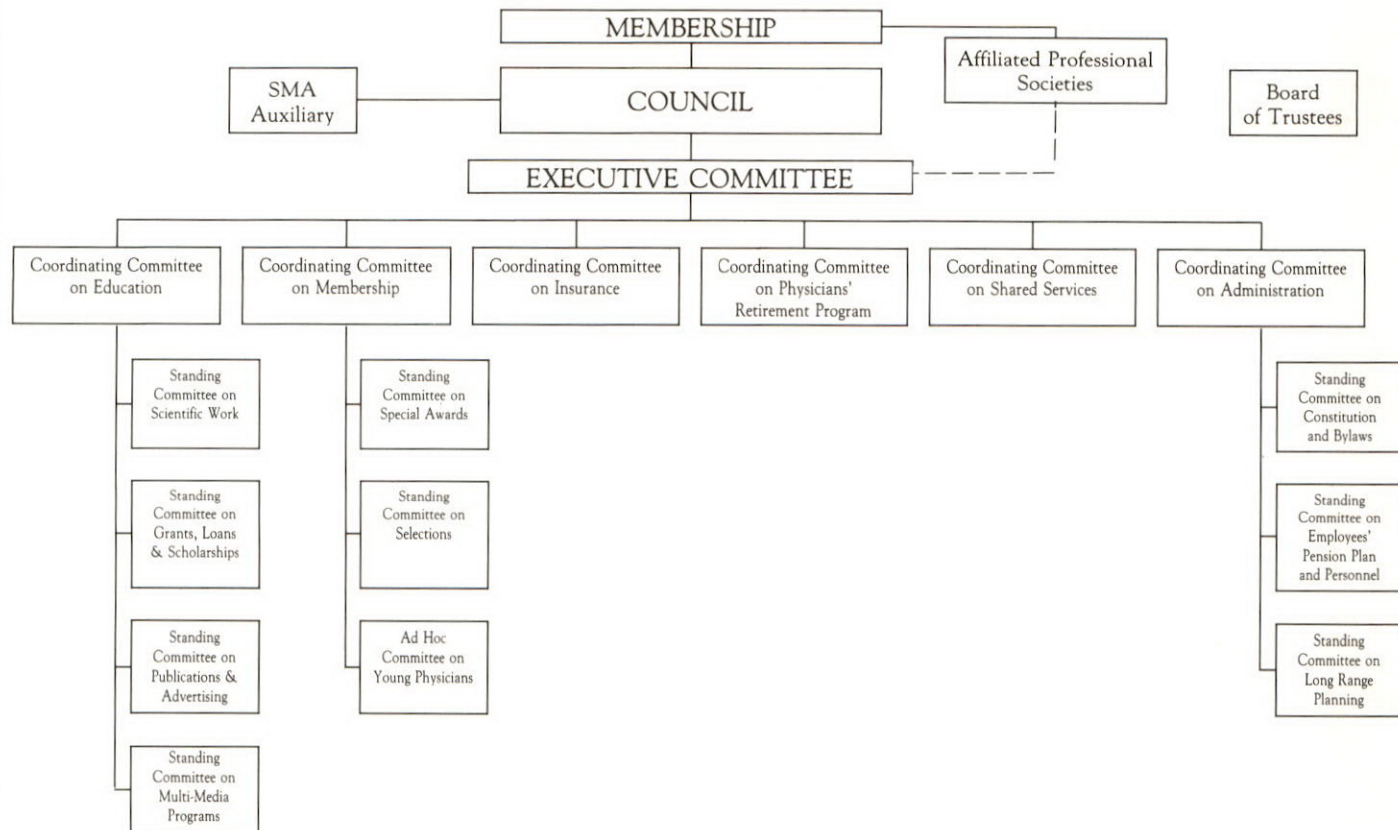 MEMBERSHIP
Affiliated Professional
Societies
SMA
Auxiliary
COUNCIL
Board
of Trustees
EXECUTIVE COMMITTEE
Coordinating Committee
on Education
Coordinating Committee
on Membership
Coordinating Committee
on Insurance
Coordinating Committee
on Physicians'
Retirement Program
Coordinating Committee
on Shared Services
Coordinating Committee
on Administration
Standing
Committee on
Scientific Work
Standing
Committee on
Grants, Loans
& Scholarships
Standing
Committee on
Publications &
Advertising
Standing
Committee on
Multi-Media
Programs
Standing
Committee on
Special Awards
Standing
Committee on
Selections
Ad Hoc
Committee on
Young Physicians
Standing
Committee on
Constitution
and Bylaws
Standing
Committee on
Employees'
Pension Plan
and Personnel
Standing
Committee on
Long Range
Planning